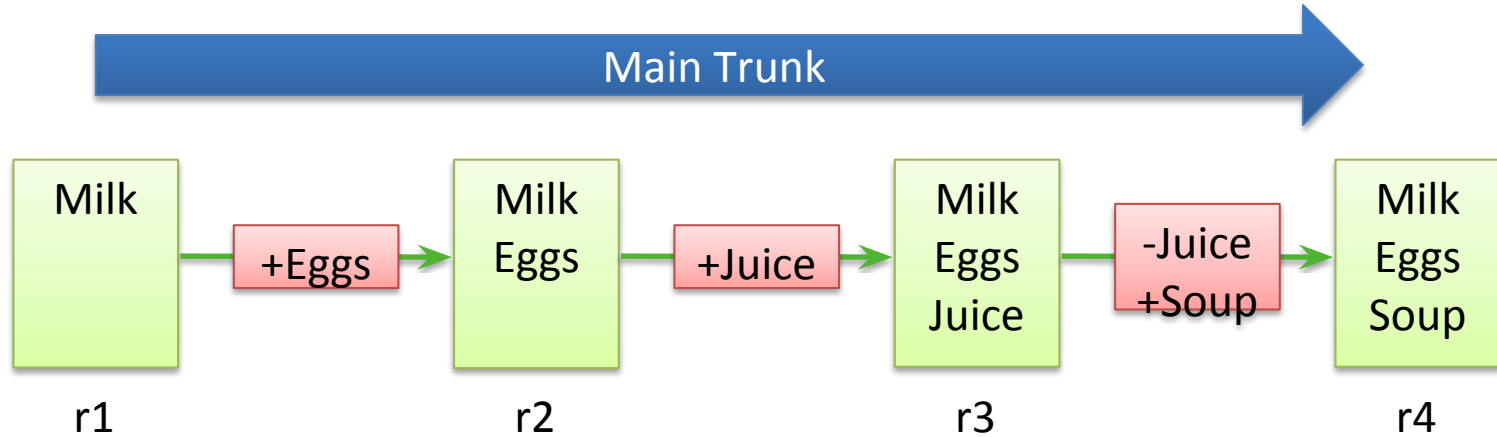 Main Trunk
Milk
+Eggs
Milk
Eggs
+Juice
Milk
Eggs
Juice
-Juice
+Soup
Milk
Eggs
Soup
r1
r2
r3
r4